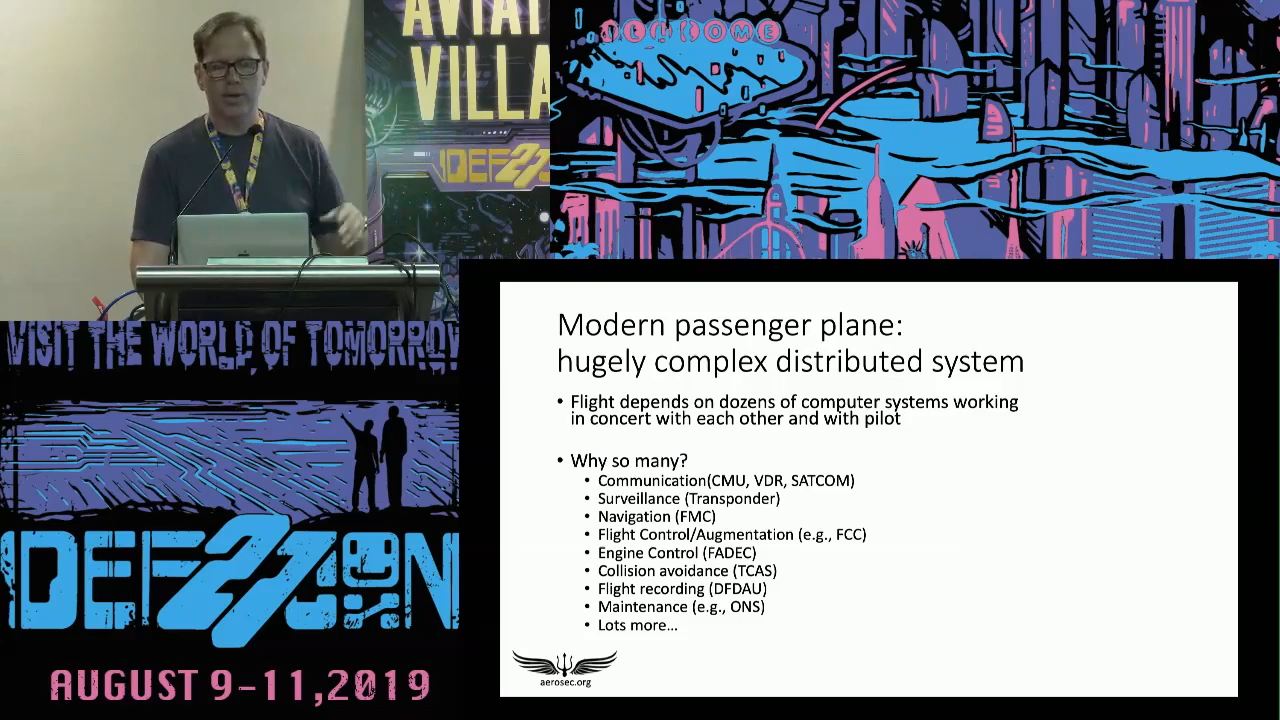 AVIAT
VILLA
DEF27
WELCOME
VISIT THE WORLD OF TOMORROW
DEF27CON
AUGUST 9-11,2019
Modern passenger plane:
hugely complex distributed system
• Flight depends on dozens of computer systems working
in concert with each other and with pilot
• Why so many?
• Communication(CMU, VDR, SATCOM)
• Surveillance (Transponder)
• Navigation (FMC)
• Flight Control/Augmentation (e.g., FCC)
• Engine Control (FADEC)
• Collision avoidance (TCAS)
• Flight recording (DFDAU)
• Maintenance (e.g., ONS)
• Lots more...
aerosec.org